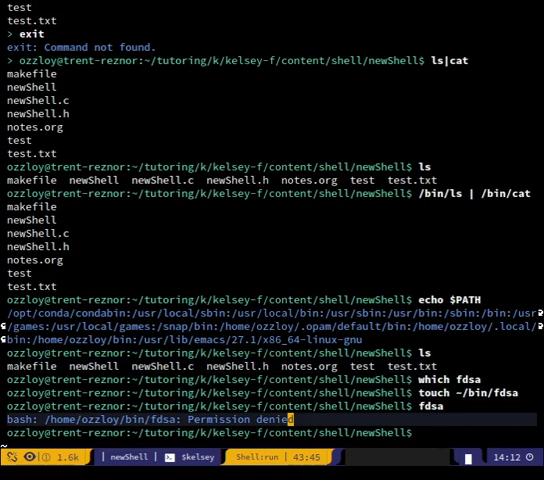 test
test.txt
> exit
exit: Command not found.
> ozzloy@trent-reznor:~/tutoring/k/kelsey-f/content/shell/newShell$ ls|cat
makefile
newShell
newShell.c
newShell.h
notes.org
test
test.txt
ozzloy@trent-reznor:~/tutoring/k/kelsey-f/content/shell/newShell$ ls
makefile  newShell  newShell.c  newShell.h  notes.org  test  test.txt
ozzloy@trent-reznor:~/tutoring/k/kelsey-f/content/shell/newShell$ /bin/ls | /bin/cat
makefile
newShell
newShell.c
newShell.h
notes.org
test
test.txt
ozzloy@trent-reznor:~/tutoring/k/kelsey-f/content/shell/newShell$ echo $PATH
/opt/conda/condabin:/usr/local/sbin:/usr/local/bin:/usr/sbin:/usr/bin:/sbin:/bin:/usr
/games:/usr/local/games:/snap/bin:/home/ozzloy/.opam/default/bin:/home/ozzloy/.local/
bin:/home/ozzloy/bin:/usr/lib/emacs/27.1/x86_64-linux-gnu
ozzloy@trent-reznor:~/tutoring/k/kelsey-f/content/shell/newShell$ ls
makefile  newShell  newShell.c  newShell.h  notes.org  test  test.txt
ozzloy@trent-reznor:~/tutoring/k/kelsey-f/content/shell/newShell$ which fdsa
ozzloy@trent-reznor:~/tutoring/k/kelsey-f/content/shell/newShell$ touch ~/bin/fdsa
ozzloy@trent-reznor:~/tutoring/k/kelsey-f/content/shell/newShell$ fdsa
bash: /home/ozzloy/bin/fdsa: Permission denied
ozzloy@trent-reznor:~/tutoring/k/kelsey-f/content/shell/newShell$
~
1.6k | newShell | $kelsey Shell:run | 43:45 14:12